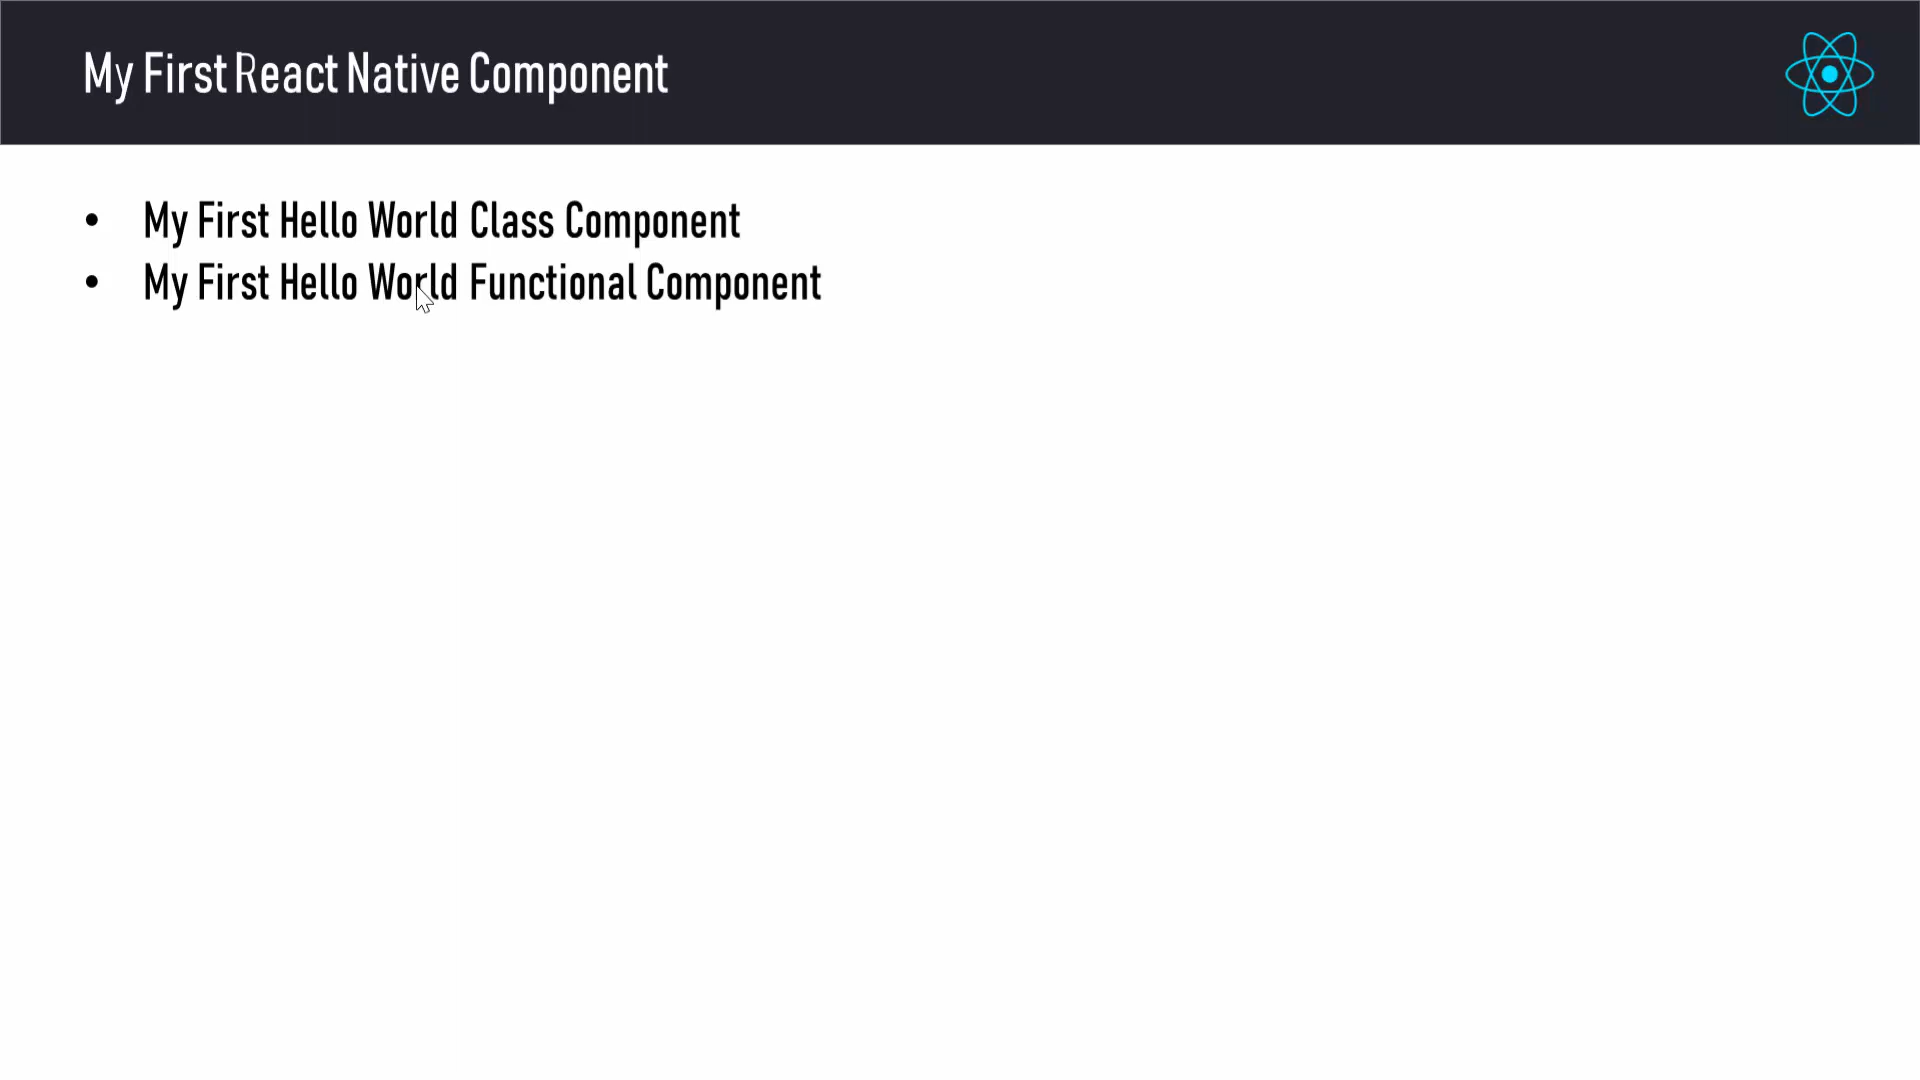 My First React Native Component
• My First Hello World Class Component
• My First Hello World Functional Component